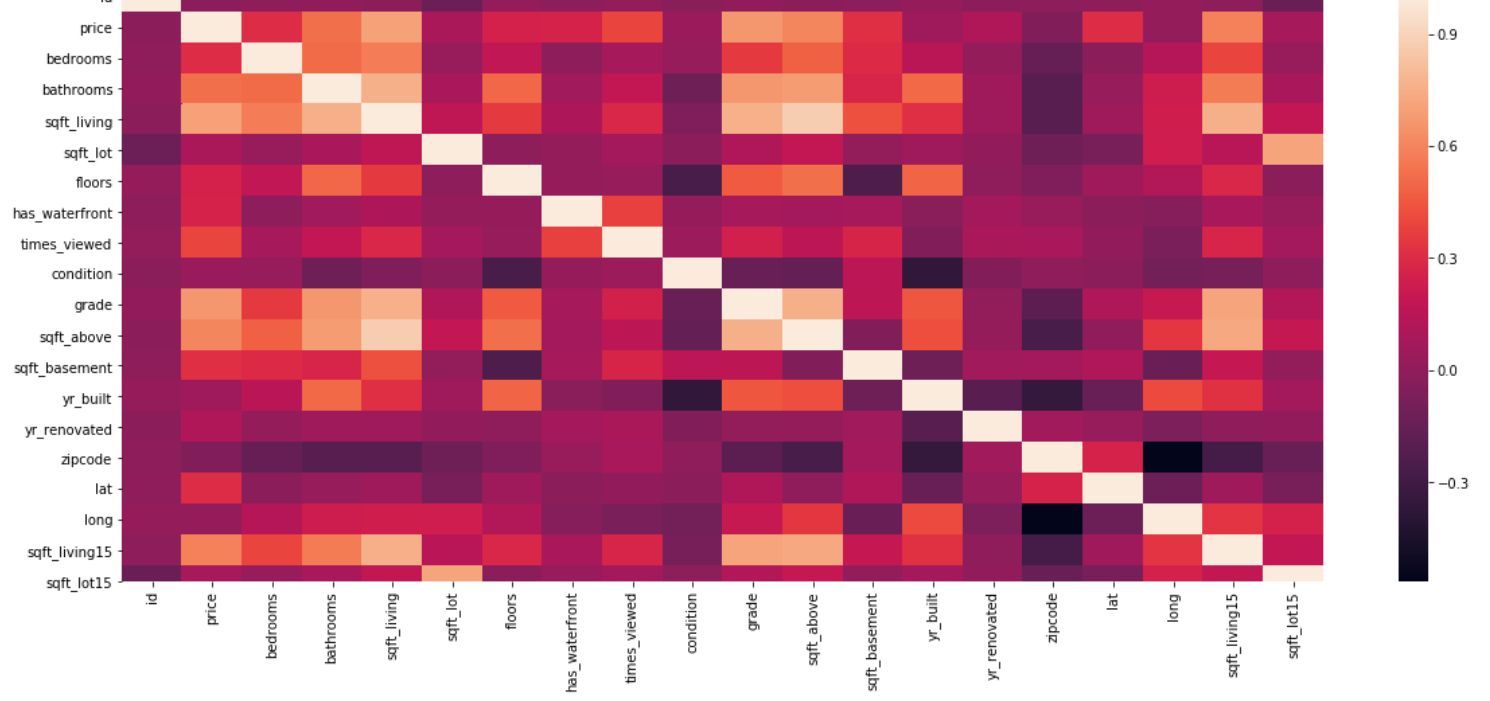 id
price
bedrooms
bathrooms
sqft_living
sqft_lot
floors
has_waterfront
times_viewed
condition
grade
sqft_above
sqft_basement
yr_built
yr_renovated
zipcode
lat
long
sqft_living15
sqft_lot15
id
price
bedrooms
bathrooms
sqft_living
sqft_lot
floors
has_waterfront
times_viewed
condition
grade
sqft_above
sqft_basement
yr_built
yr_renovated
zipcode
lat
long
sqft_living15
sqft_lot15
0.9
0.6
0.3
0.0
−0.3